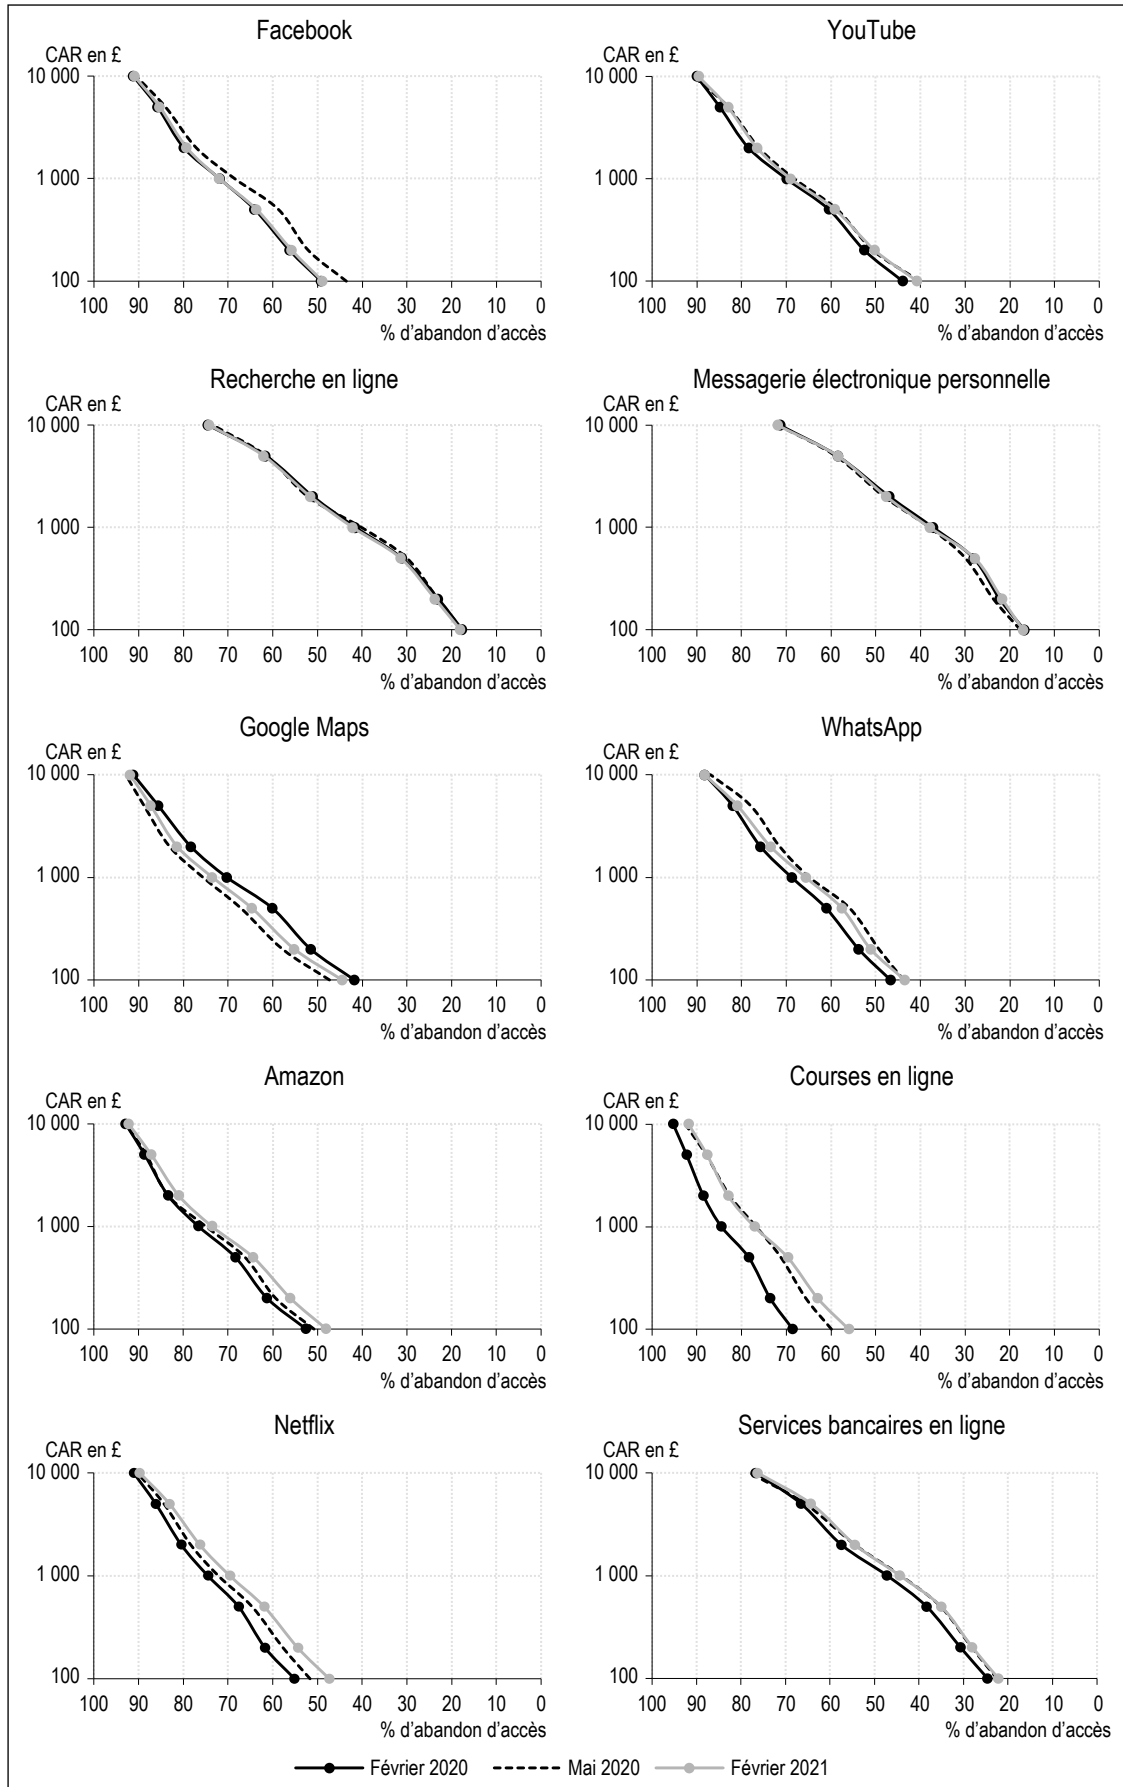 Facebook
CAR en £
10 000
1 000
100
100 90 80 70 60 50 40 30 20 10 0
% d’abandon d’accès
YouTube
CAR en £
10 000
1 000
100
100 90 80 70 60 50 40 30 20 10 0
% d’abandon d’accès
Recherche en ligne
CAR en £
10 000
1 000
100
100 90 80 70 60 50 40 30 20 10 0
% d’abandon d’accès
Messagerie électronique personnelle
CAR en £
10 000
1 000
100
100 90 80 70 60 50 40 30 20 10 0
% d’abandon d’accès
Google Maps
CAR en £
10 000
1 000
100
100 90 80 70 60 50 40 30 20 10 0
% d’abandon d’accès
WhatsApp
CAR en £
10 000
1 000
100
100 90 80 70 60 50 40 30 20 10 0
% d’abandon d’accès
Amazon
CAR en £
10 000
1 000
100
100 90 80 70 60 50 40 30 20 10 0
% d’abandon d’accès
Courses en ligne
CAR en £
10 000
1 000
100
100 90 80 70 60 50 40 30 20 10 0
% d’abandon d’accès
Netflix
CAR en £
10 000
1 000
100
100 90 80 70 60 50 40 30 20 10 0
% d’abandon d’accès
Services bancaires en ligne
CAR en £
10 000
1 000
100
100 90 80 70 60 50 40 30 20 10 0
% d’abandon d’accès
Février 2020 Mai 2020 Février 2021